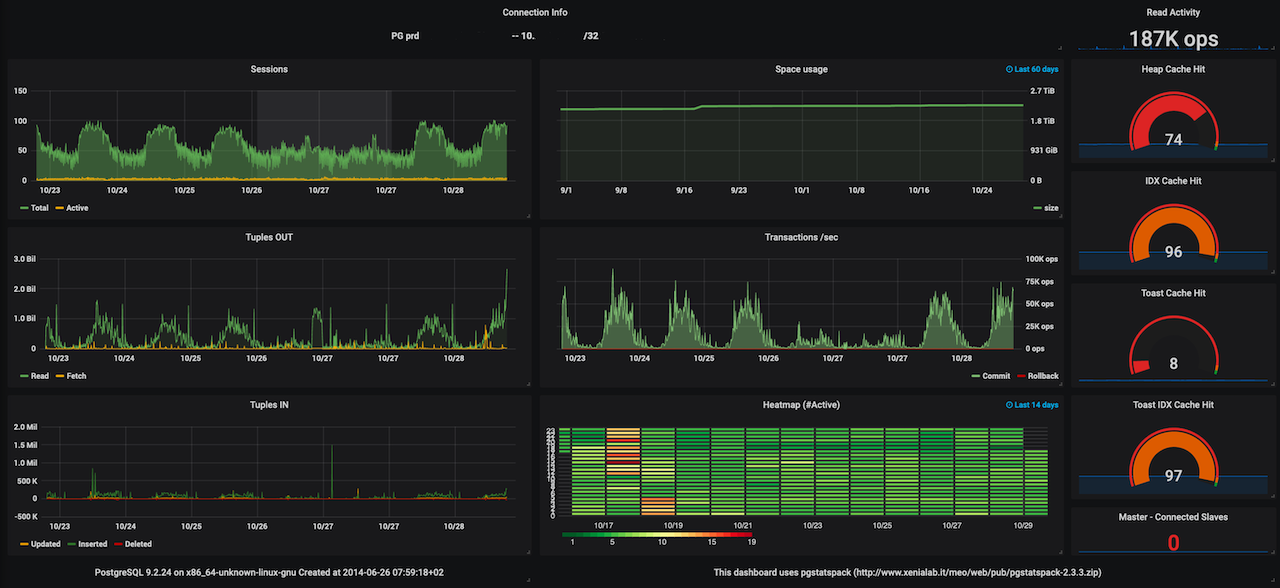 Connection Info
PG prd -- 10. /32
Read Activity
187K ops
Sessions
150
100
50
0
10/23 10/24 10/25 10/26 10/27 10/27 10/28
Total Active
Space usage
Last 60 days
2.7 TiB
1.8 TiB
931 GiB
0 B
9/1 9/8 9/16 9/23 10/1 10/8 10/16 10/24
size
Heap Cache Hit
74
IDX Cache Hit
96
Tuples OUT
3.0 Bil
2.0 Bil
1.0 Bil
0
10/23 10/24 10/25 10/26 10/27 10/27 10/28
Read Fetch
Transactions /sec
100K ops
75K ops
50K ops
25K ops
0 ops
10/23 10/24 10/25 10/26 10/27 10/27 10/28
Commit Rollback
Toast Cache Hit
8
Tuples IN
2.0 Mil
1.5 Mil
1.0 Mil
500 K
0
-500 K
10/23 10/24 10/25 10/26 10/27 10/27 10/28
Updated Inserted Deleted
Heatmap (#Active)
Last 14 days
10/17 10/19 10/21 10/23 10/25 10/27 10/29
1 5 10 15 19
Toast IDX Cache Hit
97
Master - Connected Slaves
0
PostgreSQL 9.2.24 on x86_64-unknown-linux-gnu Created at 2014-06-26 07:59:18+02
This dashboard uses pgstatspack (http://www.xenialab.it/meo/web/pub/pgstatspack-2.3.3.zip)